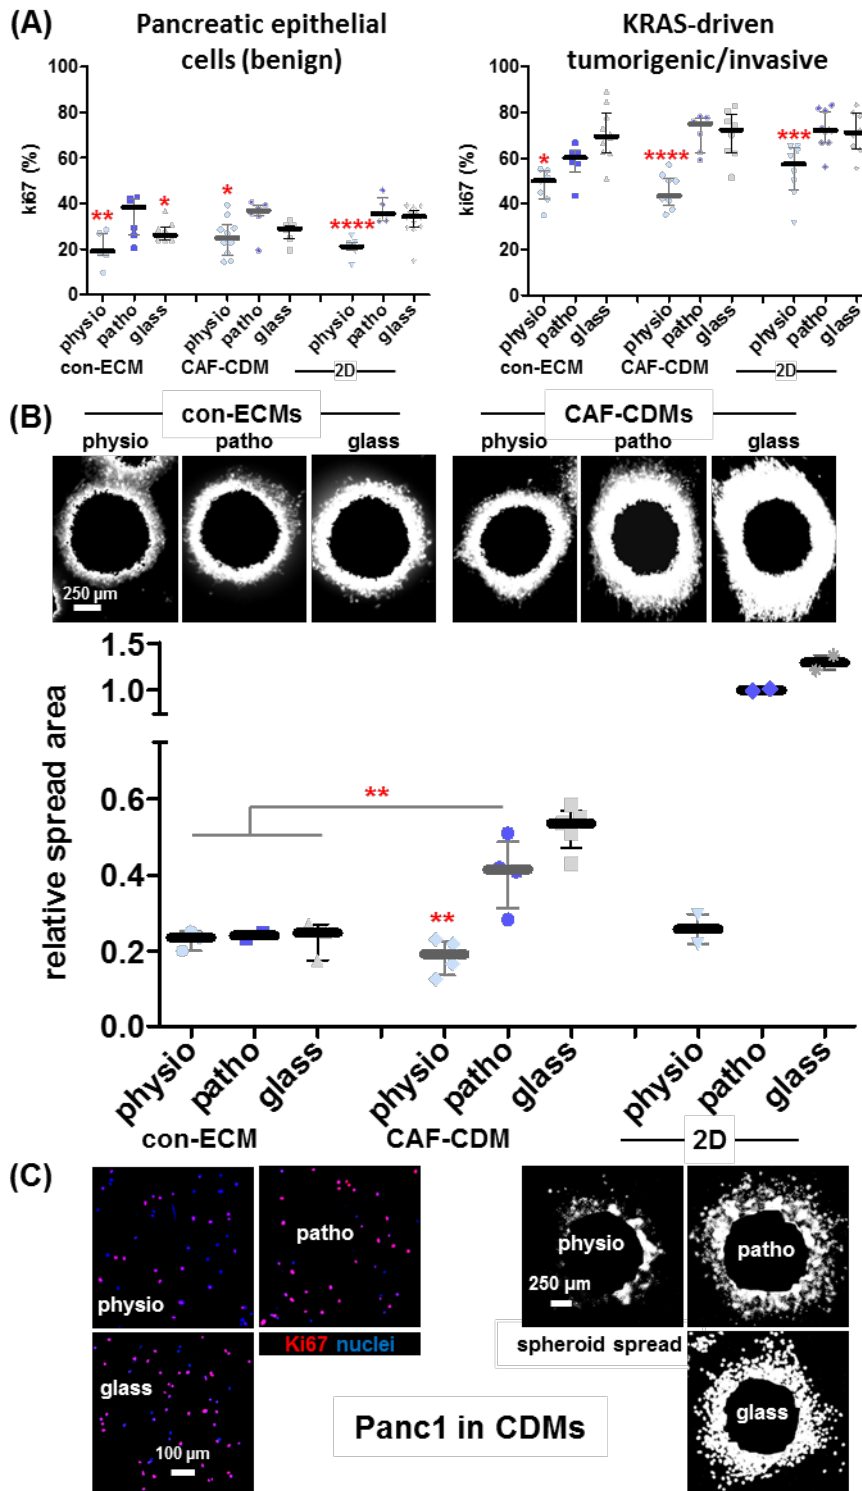 (A)
Pancreatic epithelial
cells (benign)
KRAS-driven
tumorigenic/invasive
100
80
60
40
20
0
ki67 (%)
**
*
*
****
physio
patho
glass
physio
patho
glass
physio
patho
glass
con-ECM
CAF-CDM
2D
100
80
60
40
20
0
ki67 (%)
*
****
***
physio
patho
glass
physio
patho
glass
physio
patho
glass
con-ECM
CAF-CDM
2D
(B)
con-ECMs
CAF-CDMs
physio
patho
glass
physio
patho
glass
250 µm
1.5
1.0
0.6
0.4
0.2
0.0
relative spread area
**
**
physio
patho
glass
physio
patho
glass
physio
patho
glass
con-ECM
CAF-CDM
2D
(C)
physio
patho
glass
100 µm
Ki67 nuclei
physio
250 µm
patho
spheroid spread
glass
Panc1 in CDMs